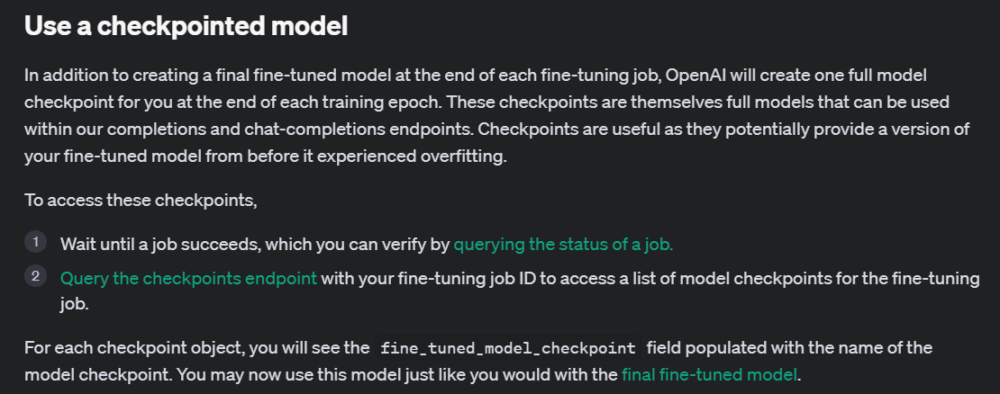 Use a checkpointed model
In addition to creating a final fine-tuned model at the end of each fine-tuning job, OpenAI will create one full model
checkpoint for you at the end of each training epoch. These checkpoints are themselves full models that can be used
within our completions and chat-completions endpoints. Checkpoints are useful as they potentially provide a version of
your fine-tuned model from before it experienced overfitting.
To access these checkpoints,
1 Wait until a job succeeds, which you can verify by querying the status of a job.
2 Query the checkpoints endpoint with your fine-tuning job ID to access a list of model checkpoints for the fine-tuning
job.
For each checkpoint object, you will see the fine_tuned_model_checkpoint field populated with the name of the
model checkpoint. You may now use this model just like you would with the final fine-tuned model.